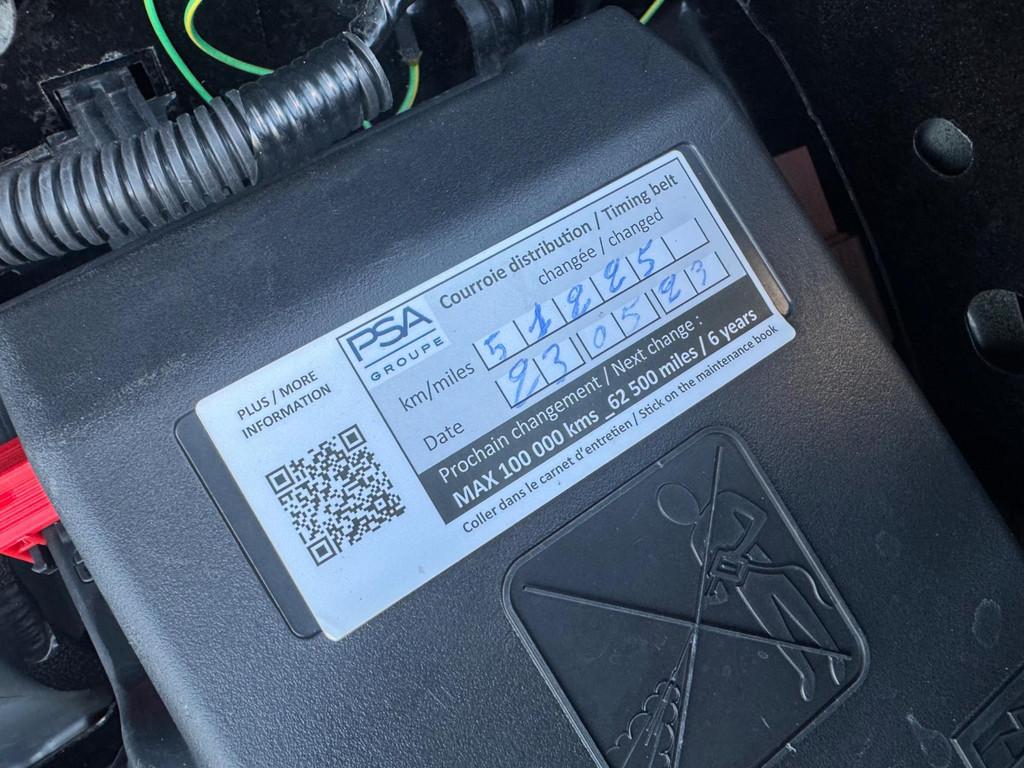 PLUS / MORE
INFORMATION
PSA
GROUPE
Courroie distribution / Timing belt
changée / changed
km/miles 51225
Date 230523
Prochain changement / Next change :
MAX 100 000 kms _62 500 miles / 6 years
Coller dans le carnet d'entretien / Stick on the maintenance book